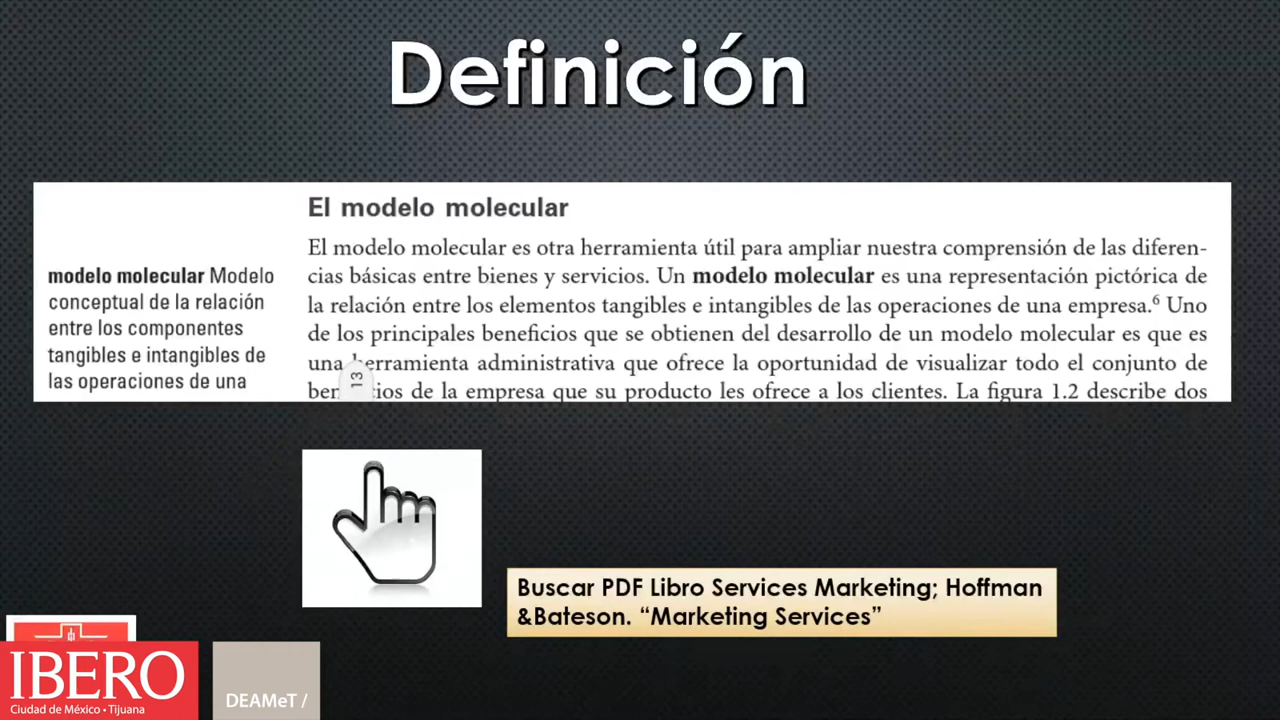 Definición
El modelo molecular
El modelo molecular es otra herramienta útil para ampliar nuestra comprensión de las diferen-
cias básicas entre bienes y servicios. Un modelo molecular es una representación pictórica de
la relación entre los elementos tangibles e intangibles de las operaciones de una empresa.6 Uno
de los principales beneficios que se obtienen del desarrollo de un modelo molecular es que es
una herramienta administrativa que ofrece la oportunidad de visualizar todo el conjunto de
ben cios de la empresa que su producto les ofrece a los clientes. La figura 1.2 describe dos
modelo molecular Modelo
conceptual de la relación
entre los componentes
tangibles e intangibles de
las operaciones de una
13
Buscar PDF Libro Services Marketing; Hoffman
&Bateson. “Marketing Services”
IBERO
Ciudad de México • Tijuana
DEAMeT /